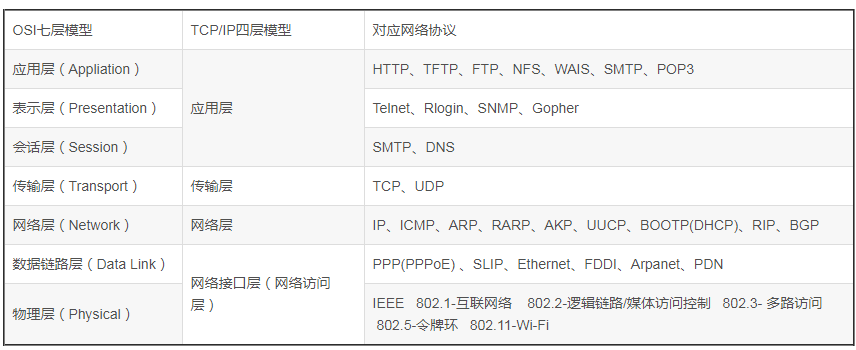 OSI七层模型 TCP/IP四层模型 对应网络协议
应用层（Appliation） HTTP、TFTP、FTP、NFS、WAIS、SMTP、POP3
表示层（Presentation） 应用层 Telnet、Rlogin、SNMP、Gopher
会话层（Session） SMTP、DNS
传输层（Transport） 传输层 TCP、UDP
网络层（Network） 网络层 IP、ICMP、ARP、RARP、AKP、UUCP、BOOTP(DHCP)、RIP、BGP
数据链路层（Data Link） PPP(PPPoE) 、SLIP、Ethernet、FDDI、Arpanet、PDN
网络接口层（网络访问
层）
物理层（Physical） IEEE 802.1-互联网络 802.2-逻辑链路/媒体访问控制 802.3- 多路访问
802.5-令牌环 802.11-Wi-Fi